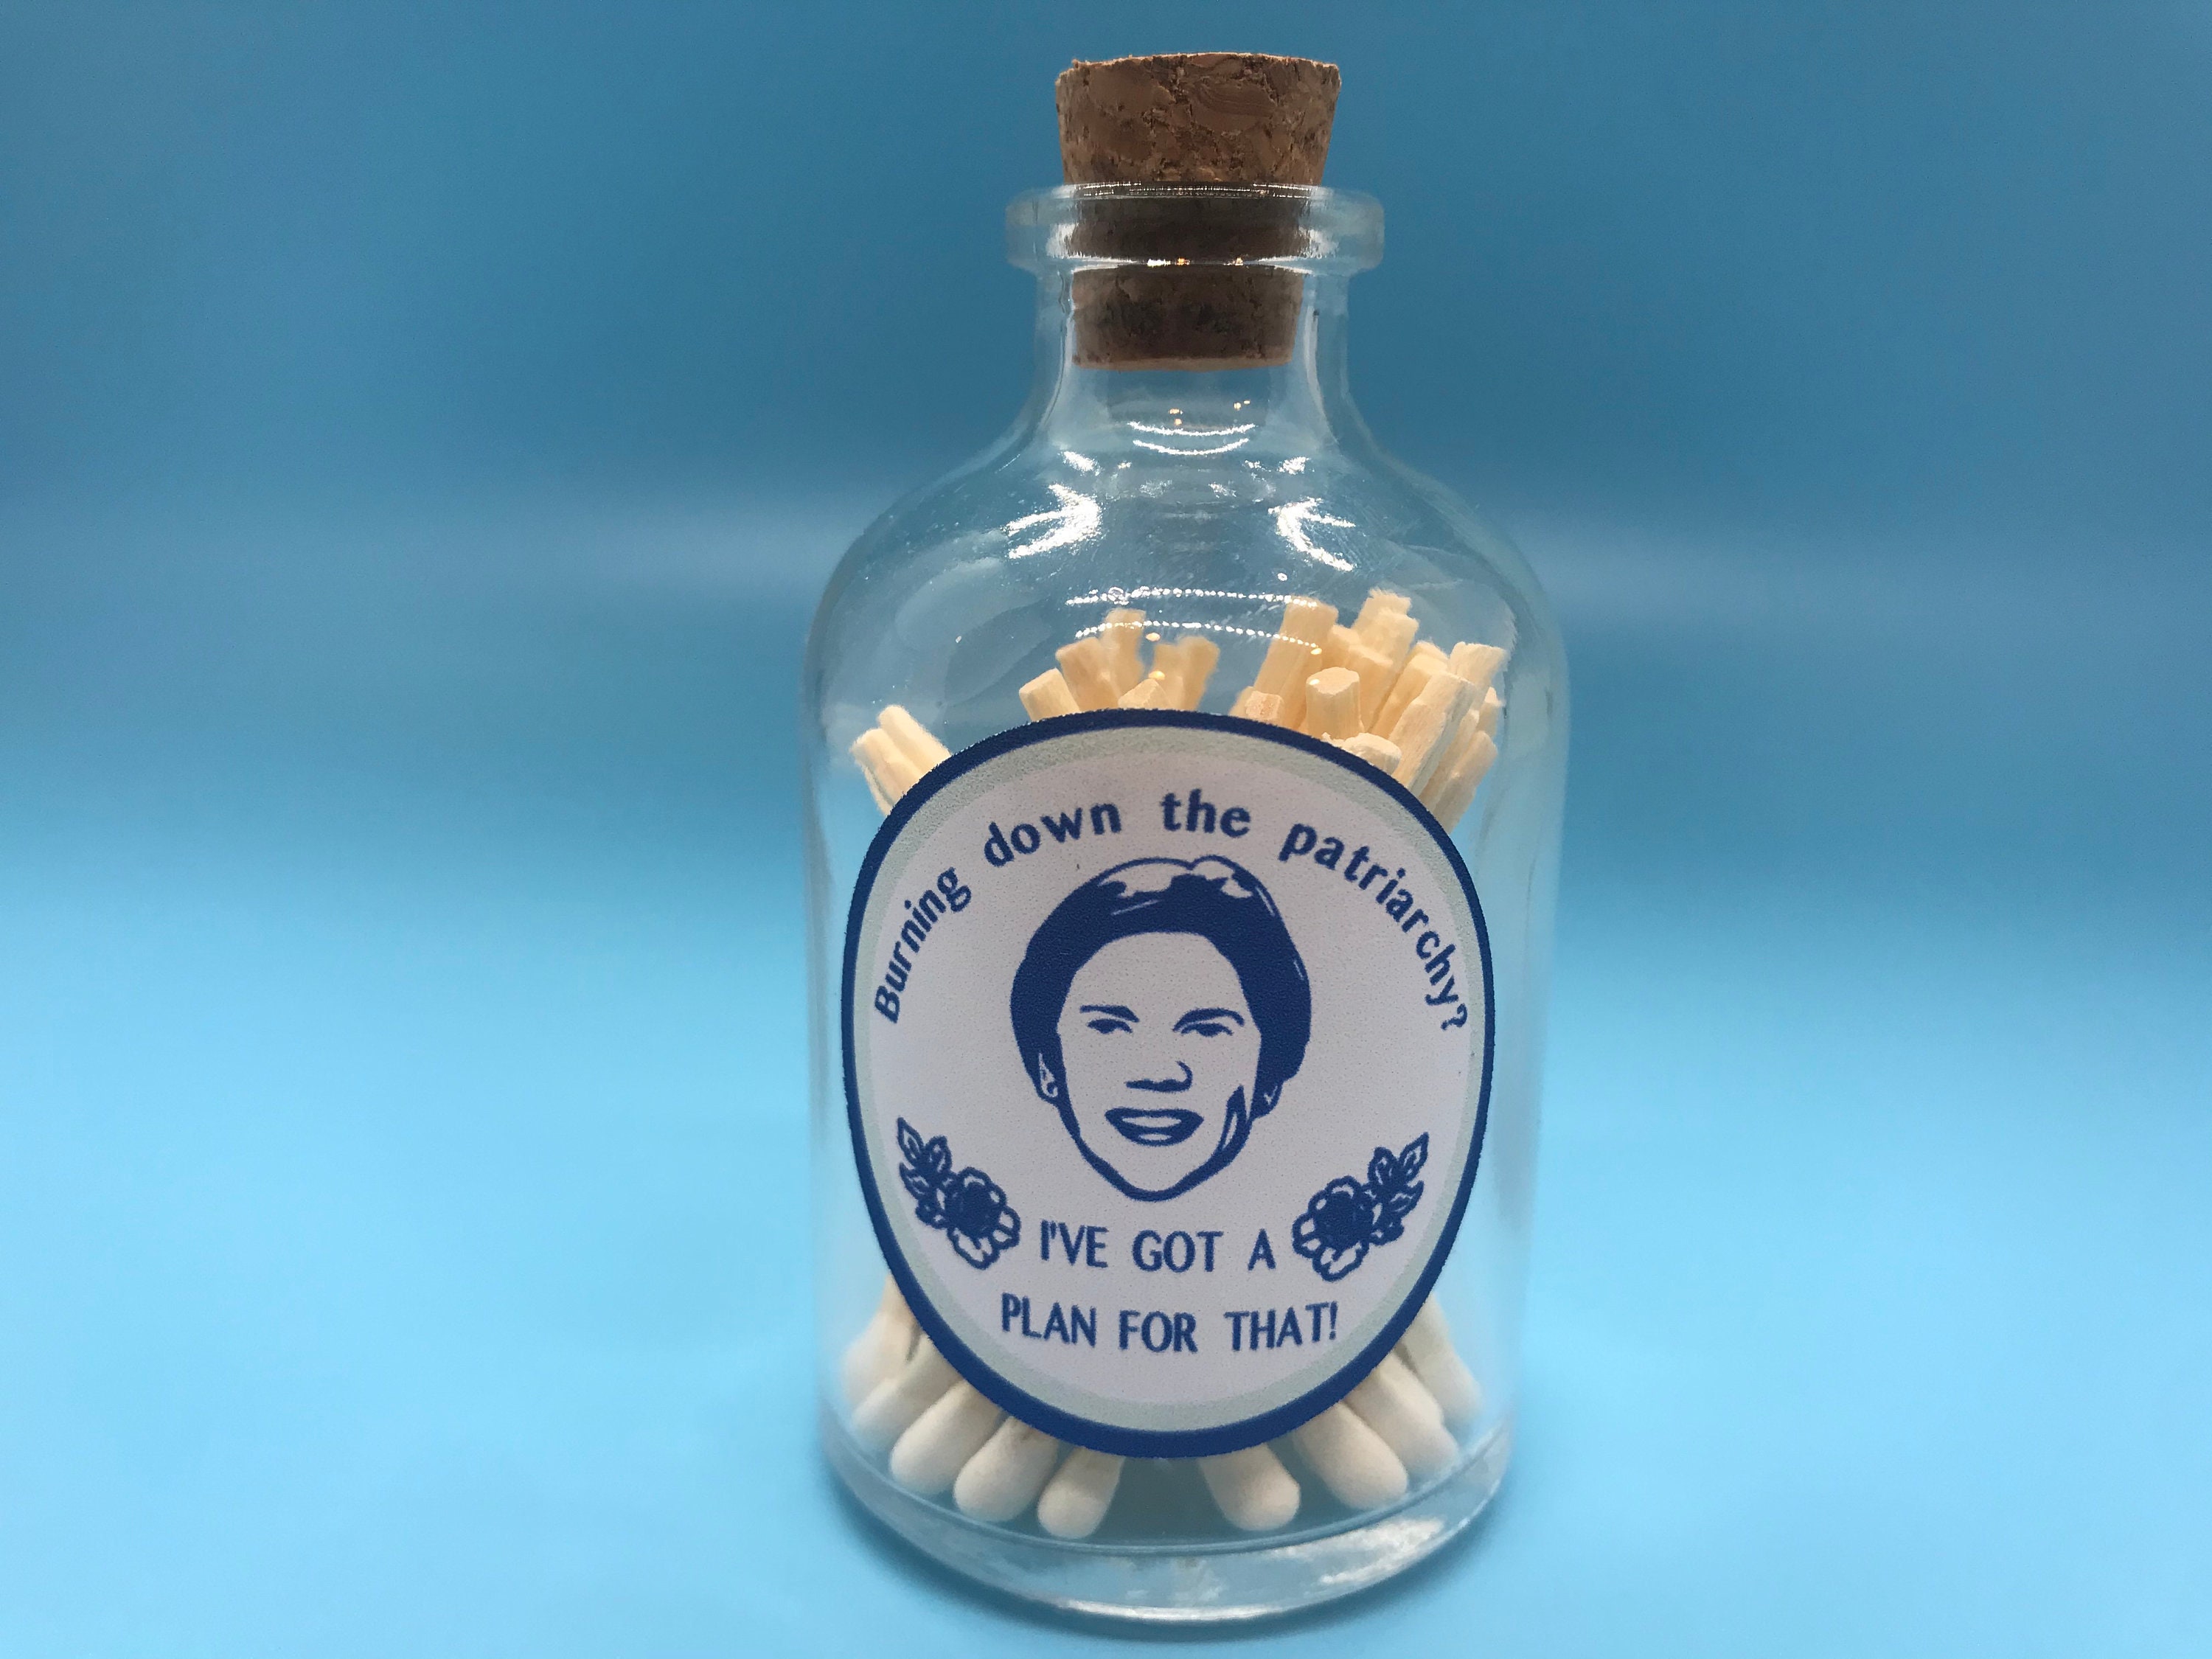 Burning down the patriarchy?
I'VE GOT A
PLAN FOR THAT!